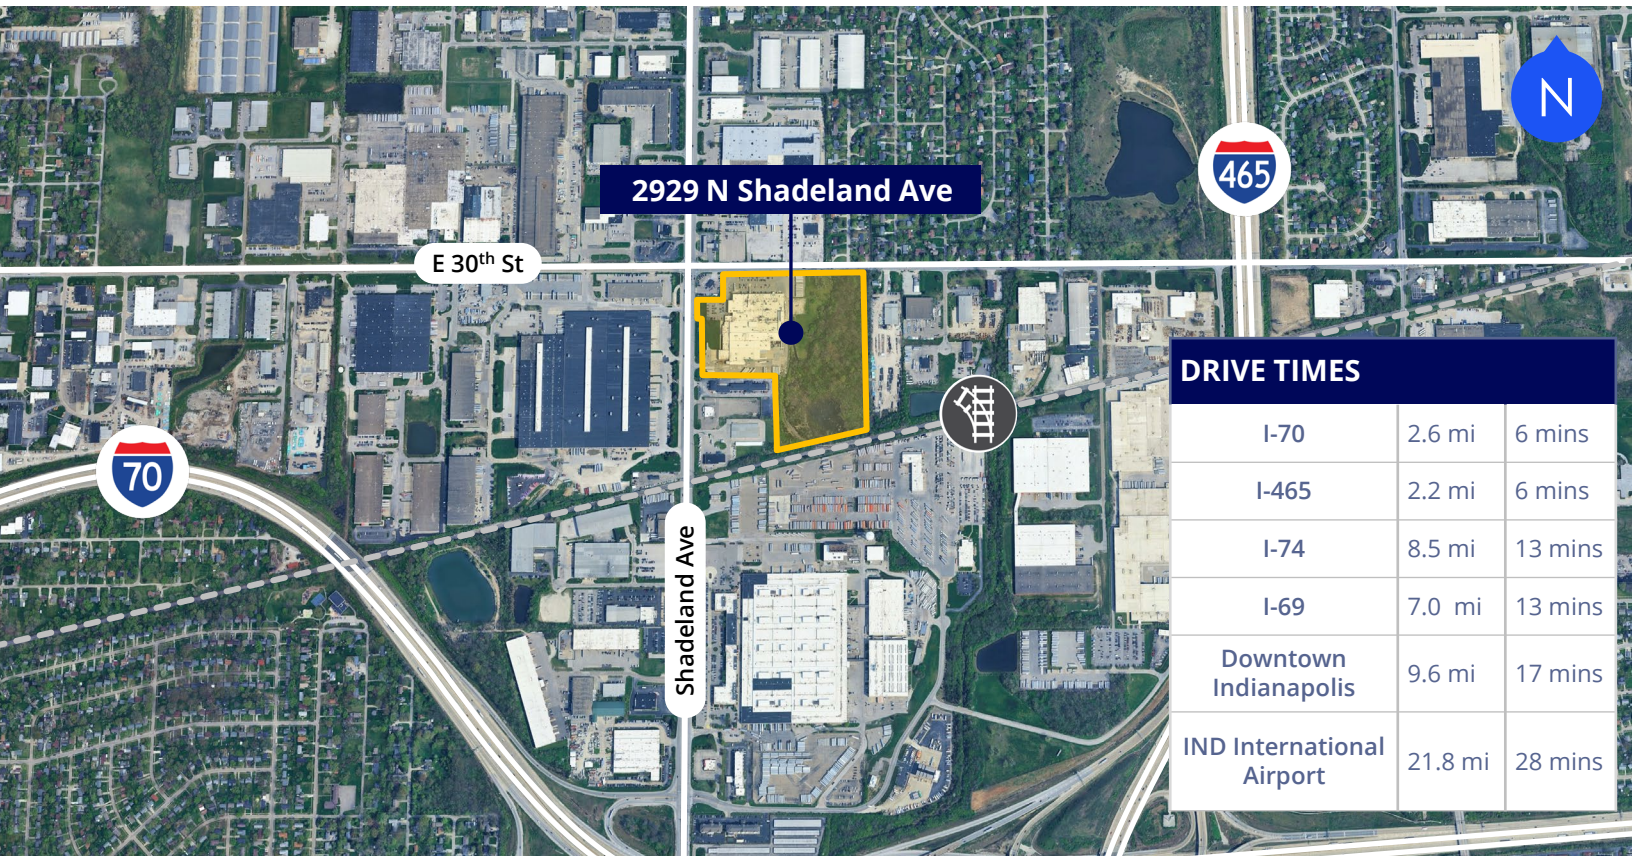 N
465
2929 N Shadeland Ave
E 30th St
70
Shadeland Ave
DRIVE TIMES
I-70 2.6 mi 6 mins
I-465 2.2 mi 6 mins
I-74 8.5 mi 13 mins
I-69 7.0 mi 13 mins
Downtown
Indianapolis 9.6 mi 17 mins
IND International
Airport 21.8 mi 28 mins